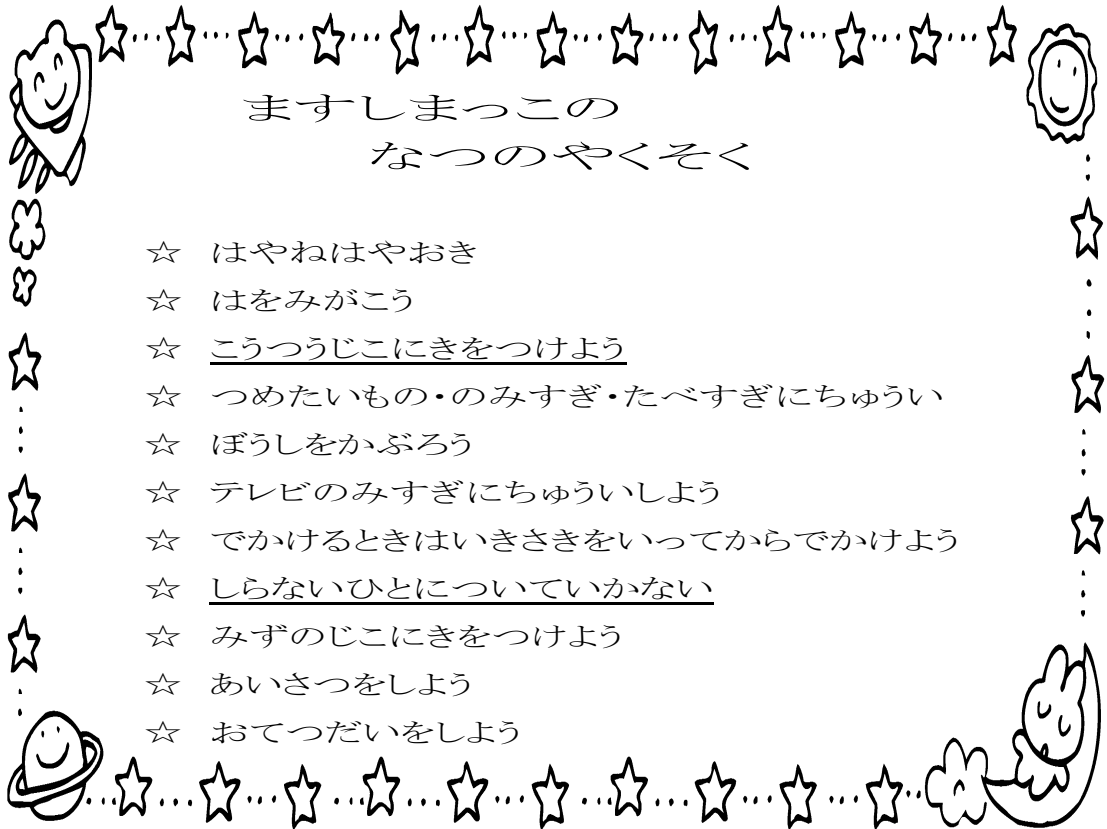 ますしまっこの
なつのやくそく
☆ はやねはやおき
☆ はをみがこう
☆ こうつうじこにきをつけよう
☆ つめたいもの・のみすぎ・たべすぎにちゅうい
☆ ぼうしをかぶろう
☆ テレビのみすぎにちゅういしよう
☆ でかけるときはいきさきをいってからでかけよう
☆ しらないひとについていかない
☆ みずのじこにきをつけよう
☆ あいさつをしよう
☆ おてつだいをしよう